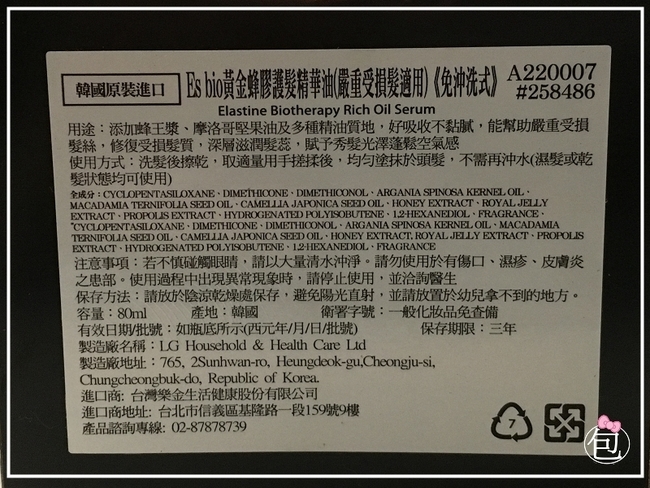 韓國原裝進口
Es bio黃金蜂膠護髮精華油(嚴重受損髮適用)《免沖洗式》
A220007
#258486
Elastine Biotherapy Rich Oil Serum
用途：添加蜂王漿、摩洛哥堅果油及多種精油質地，好吸收不黏膩，能幫助嚴重受損
髮絲，修復受損髮質，深層滋潤髮蕊，賦予秀髮光澤蓬鬆空氣感
使用方式：洗髮後擦乾，取適量用手搓揉後，均勻塗抹於頭髮，不需再沖水(濕髮或乾
髮狀態均可使用)
全成分：CYCLOPENTASILOXANE、DIMETHICONE、DIMETHICONOL、ARGANIA SPINOSA KERNEL OIL、
MACADAMIA TERNIFOLIA SEED OIL、CAMELLIA JAPONICA SEED OIL、HONEY EXTRACT、ROYAL JELLY
EXTRACT、PROPOLIS EXTRACT、HYDROGENATED POLYISOBUTENE、1,2-HEXANEDIOL、FRAGRANCE、
*CYCLOPENTASILOXANE、DIMETHICONE、DIMETHICONOL、ARGANIA SPINOSA KERNEL OIL、MACADAMIA
TERNIFOLIA SEED OIL、CAMELLIA JAPONICA SEED OIL、HONEY EXTRACT, ROYAL JELLY EXTRACT、PROPOLIS
EXTRACT、HYDROGENATED POLYISOBUTENE、1,2-HEXANEDIOL、FRAGRANCE
注意事項：若不慎碰觸眼睛，請以大量清水沖淨。請勿使用於有傷口、濕疹、皮膚炎
之患部。使用過程中出現異常現象時，請停止使用，並洽詢醫生
保存方法：請放於陰涼乾燥處保存，避免陽光直射，並請放置於幼兒拿不到的地方。
容量：80ml 產地：韓國 衛署字號：一般化妝品免查備
有效日期/批號：如瓶底所示(西元年/月/日/批號) 保存期限：三年
製造廠名稱：LG Household & Health Care Ltd
製造廠地址：765, 2Sunhwan-ro, Heungdeok-gu,Cheongju-si,
Chungcheongbuk-do, Republic of Korea.
進口商: 台灣樂金生活健康股份有限公司
進口商地址: 台北市信義區基隆路一段159號9樓
產品諮詢專線: 02-87878739
7
包